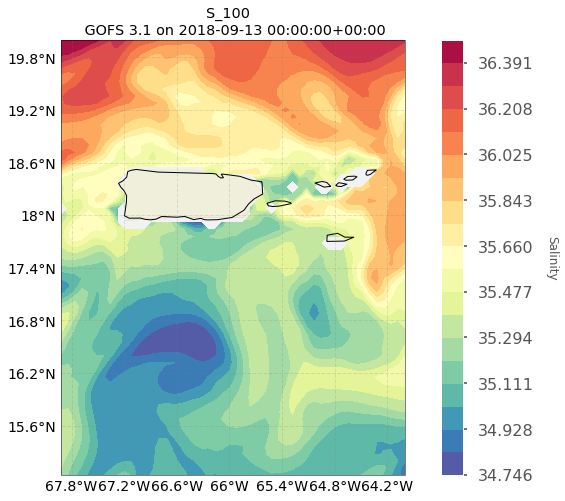 S_100
GOFS 3.1 on 2018-09-13 00:00:00+00:00
19.8°N
19.2°N
18.6°N
18°N
17.4°N
16.8°N
16.2°N
15.6°N
67.8°W67.2°W66.6°W 66°W 65.4°W64.8°W64.2°W
36.391
36.208
36.025
35.843
35.660
35.477
35.294
35.111
34.928
34.746
Salinity